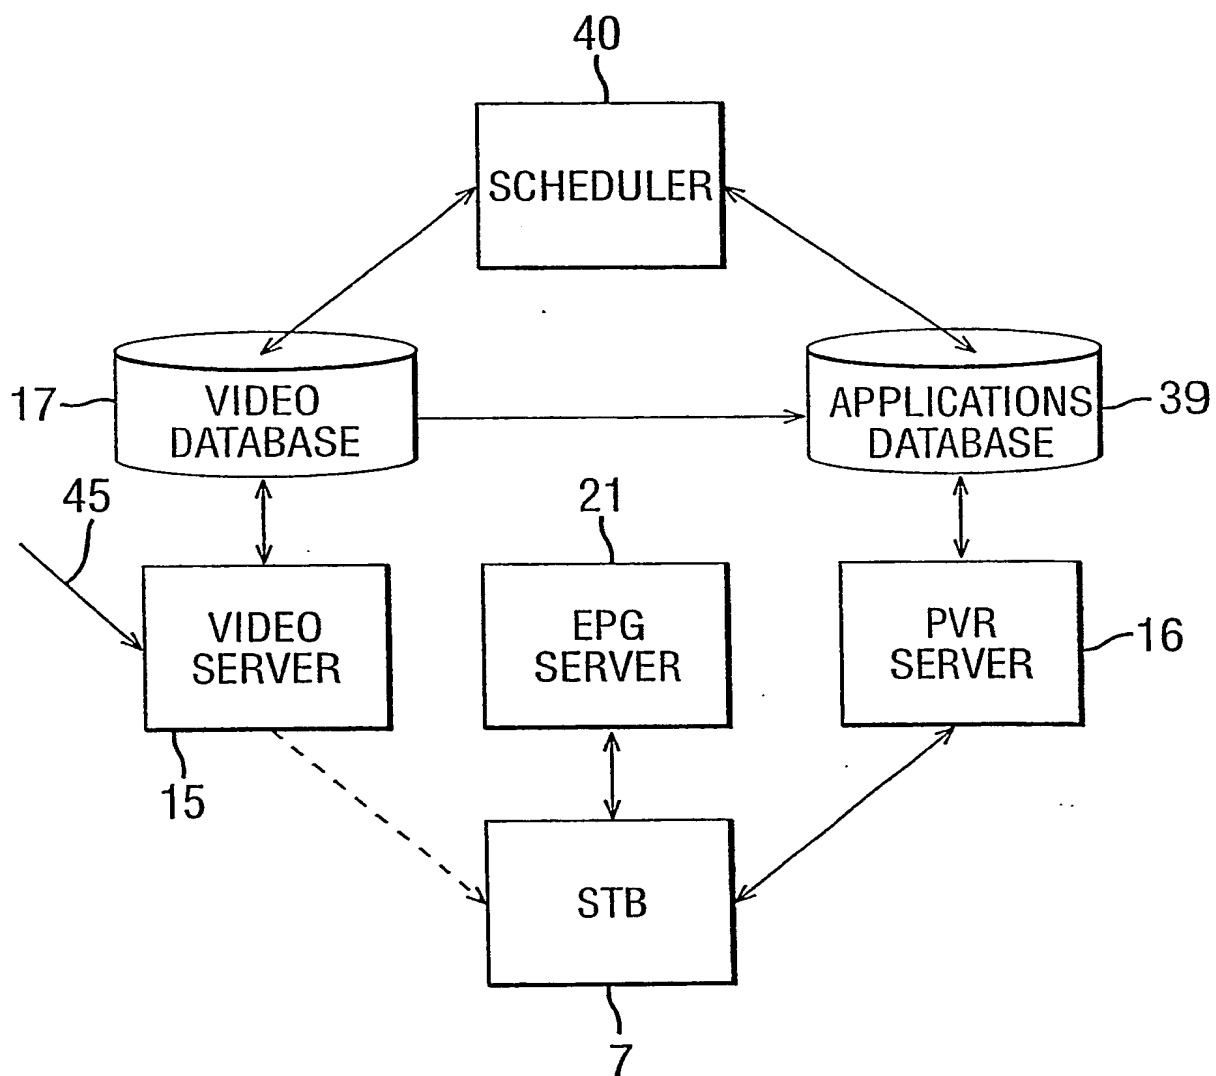 40
SCHEDULER
17
VIDEO
DATABASE
APPLICATIONS
DATABASE
39
45
21
VIDEO
SERVER
EPG
SERVER
PVR
SERVER
16
15
STB
7